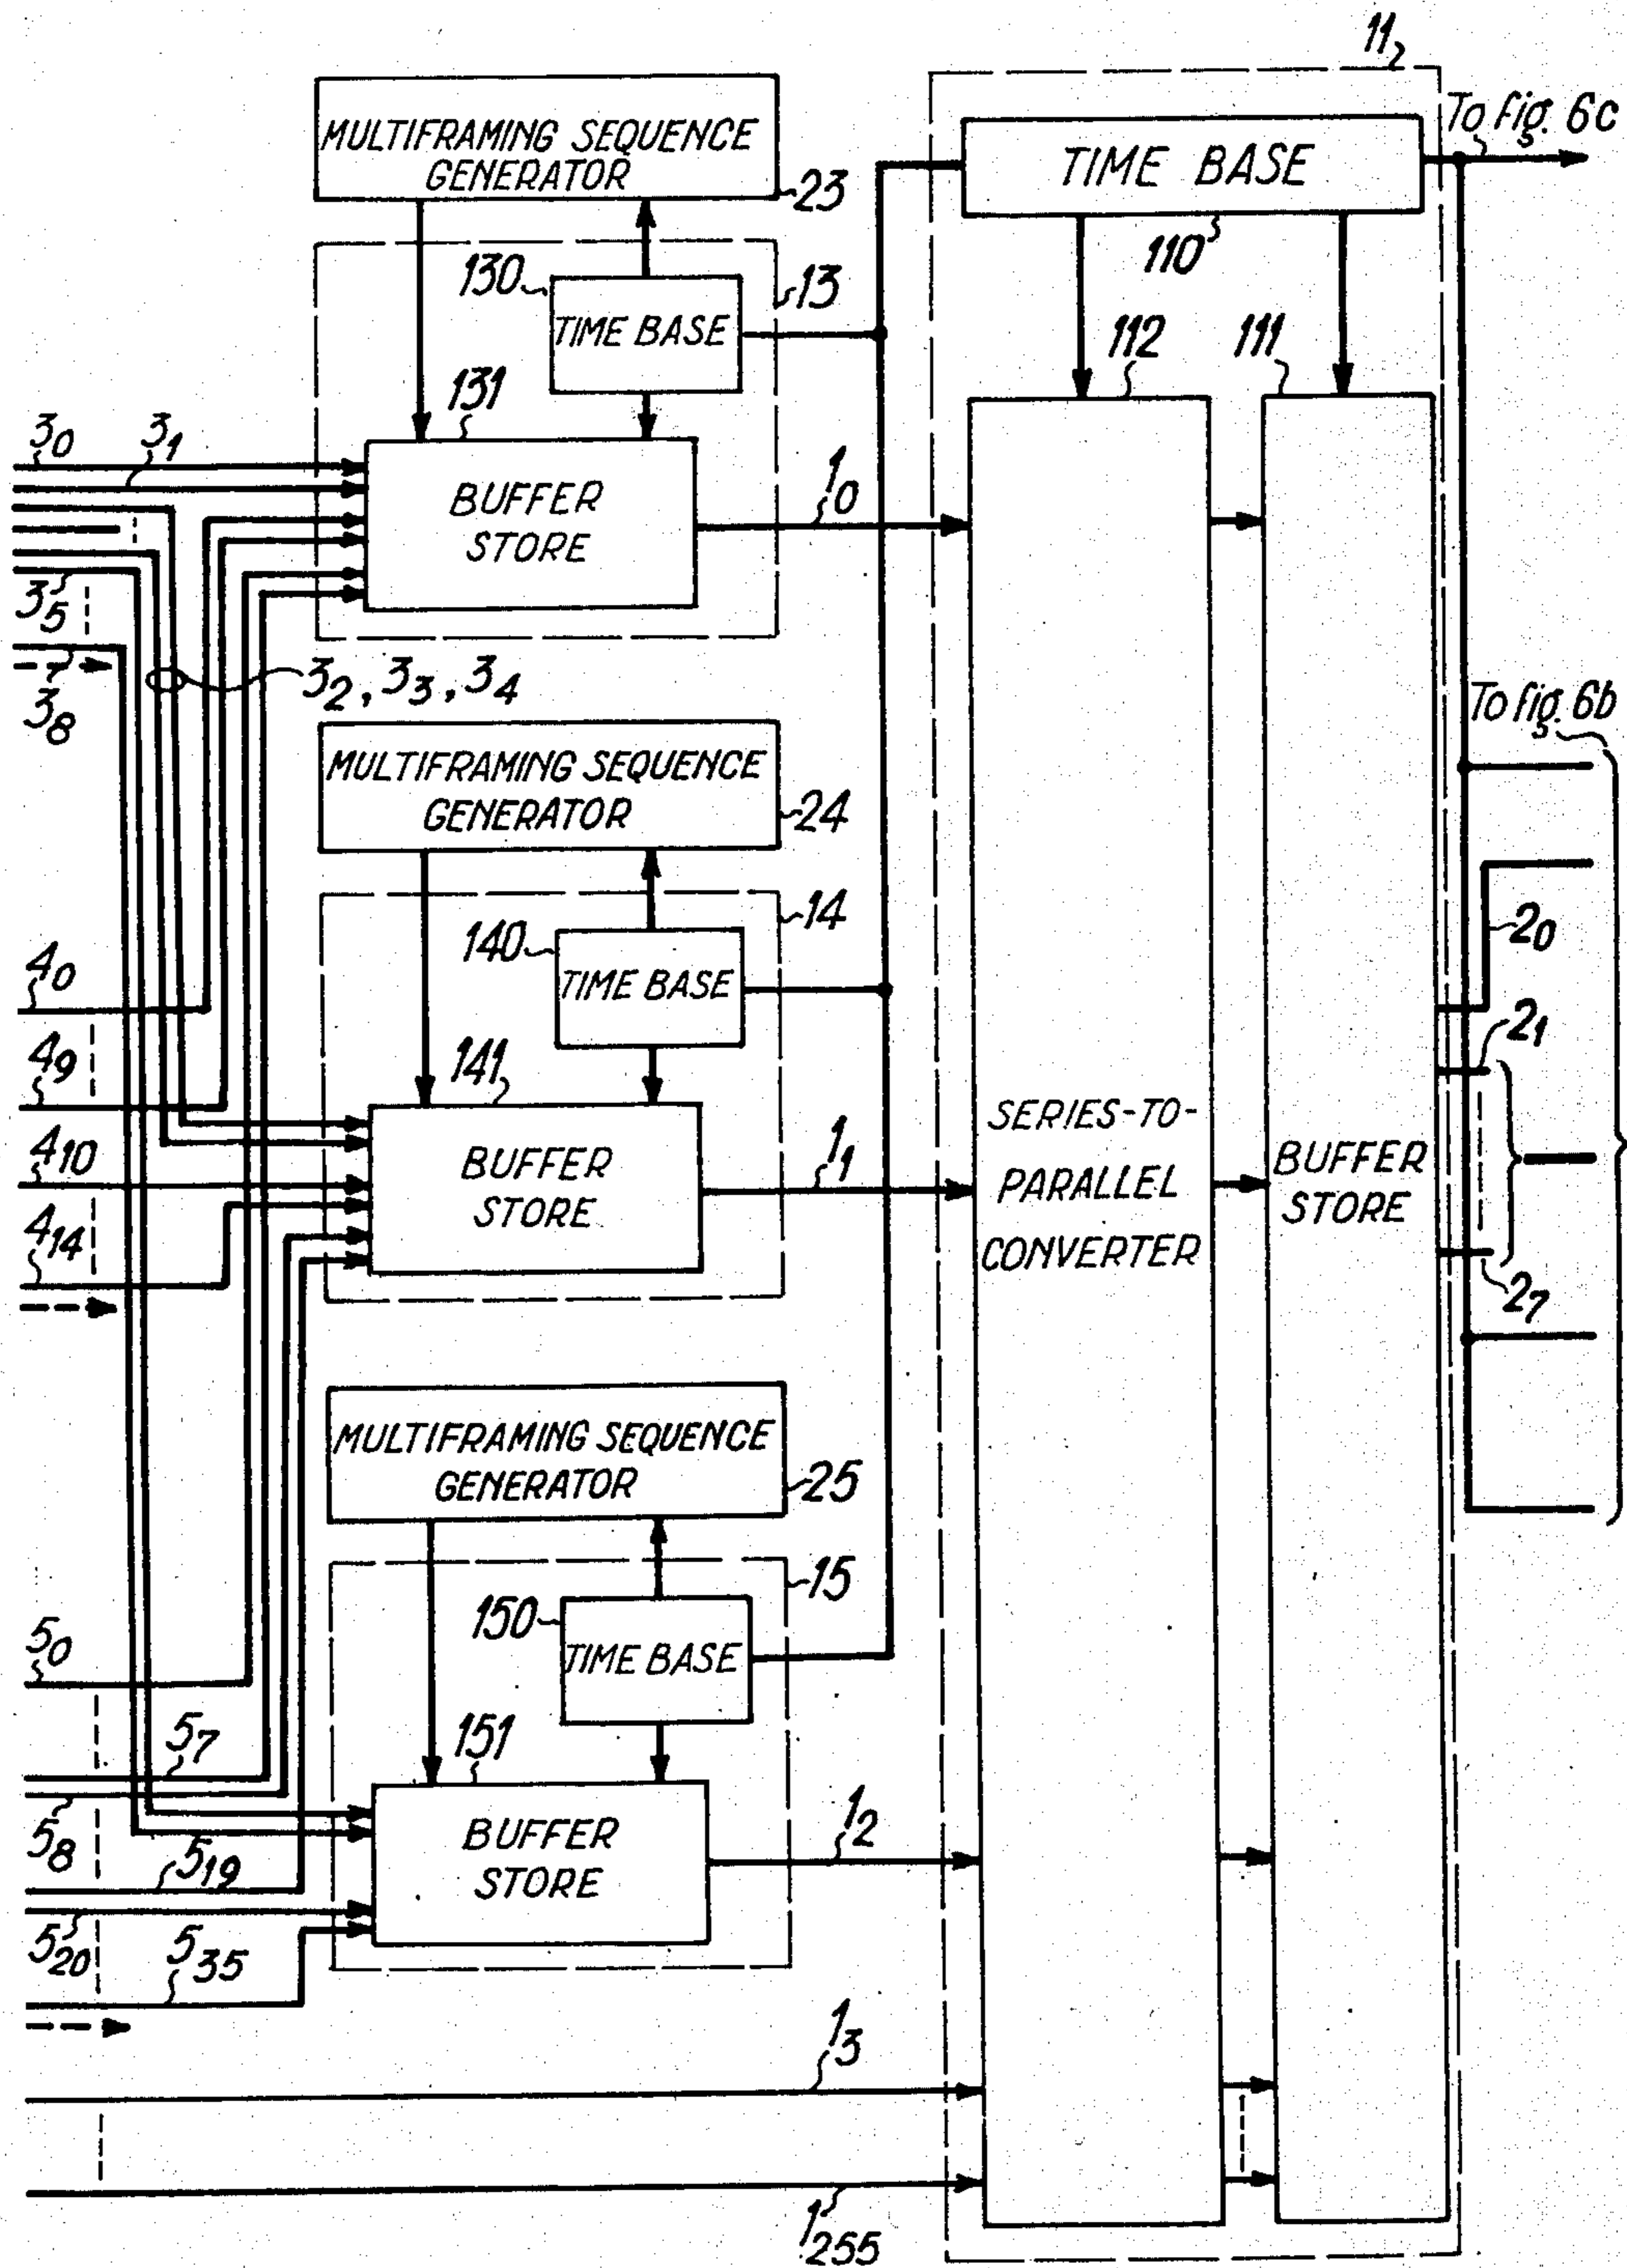 11
To fig. 6c
MULTIFRAMING SEQUENCE
GENERATOR
23
TIME BASE
110
130
13
TIME BASE
112
111
131
3₀
3₁
BUFFER
STORE
1₀
3₅
3₈
3₂, 3₃, 3₄
To fig. 6b
MULTIFRAMING SEQUENCE
GENERATOR
24
14
140
TIME BASE
2₀
4₀
4₉
141
2₁
SERIES-TO-
PARALLEL
CONVERTER
BUFFER
STORE
4₁₀
BUFFER
STORE
1₁
4₁₄
2₇
MULTIFRAMING SEQUENCE
GENERATOR
25
15
150
TIME BASE
5₀
5₇
151
5₈
BUFFER
STORE
1₂
5₁₉
5₂₀
5₃₅
1₃
1₂₅₅